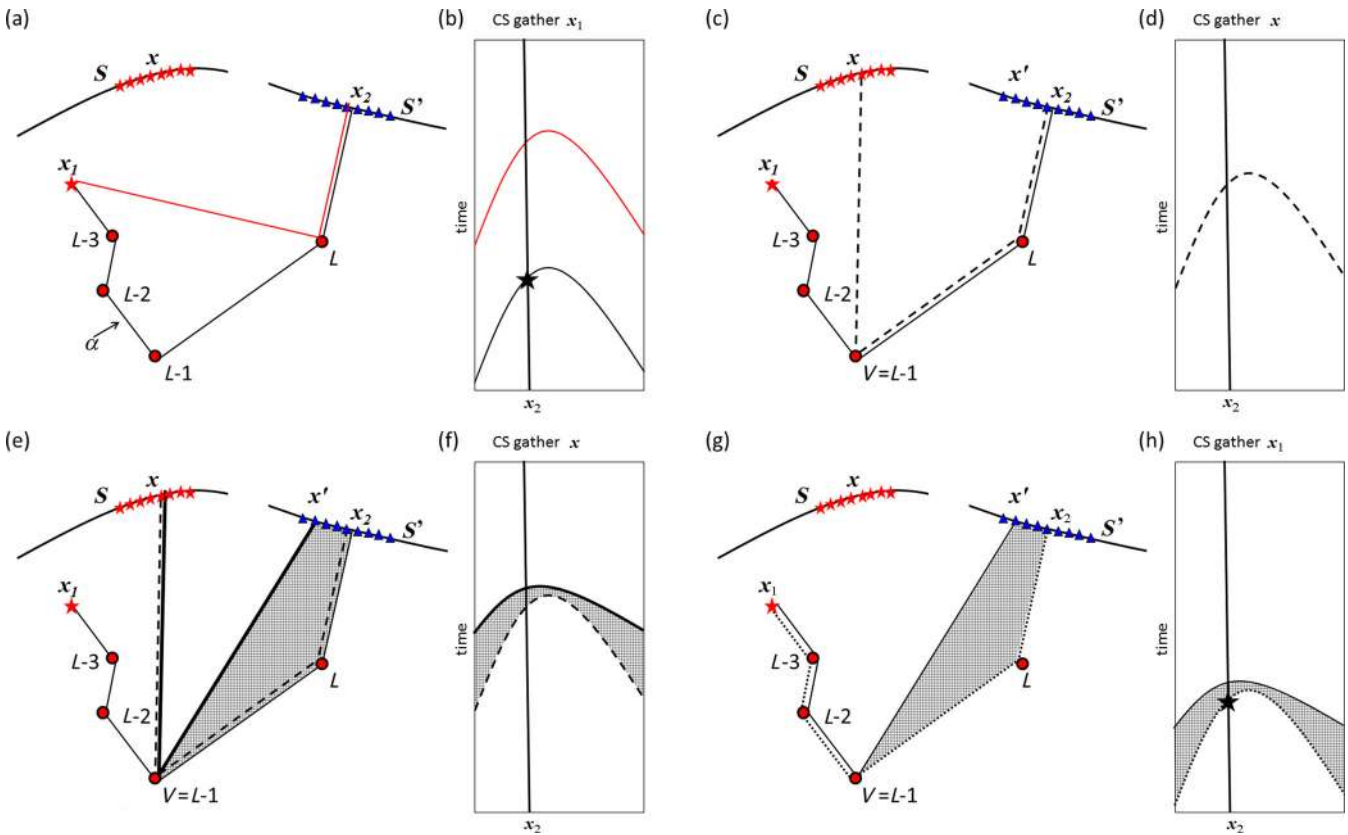 (a)
S
x
x2
S'
x1
L-3
L-2
α
L-1
L
(b)
CS gather x1
time
x2
(c)
S
x
x'
x2
S'
x1
L-3
L-2
V=L-1
L
(d)
CS gather x
time
x2
(e)
S
x
x'
x2
S'
x1
L-3
L-2
V=L-1
L
(f)
CS gather x
time
x2
(g)
S
x
x'
x2
S'
x1
L-3
L-2
V=L-1
L
(h)
CS gather x1
time
x2